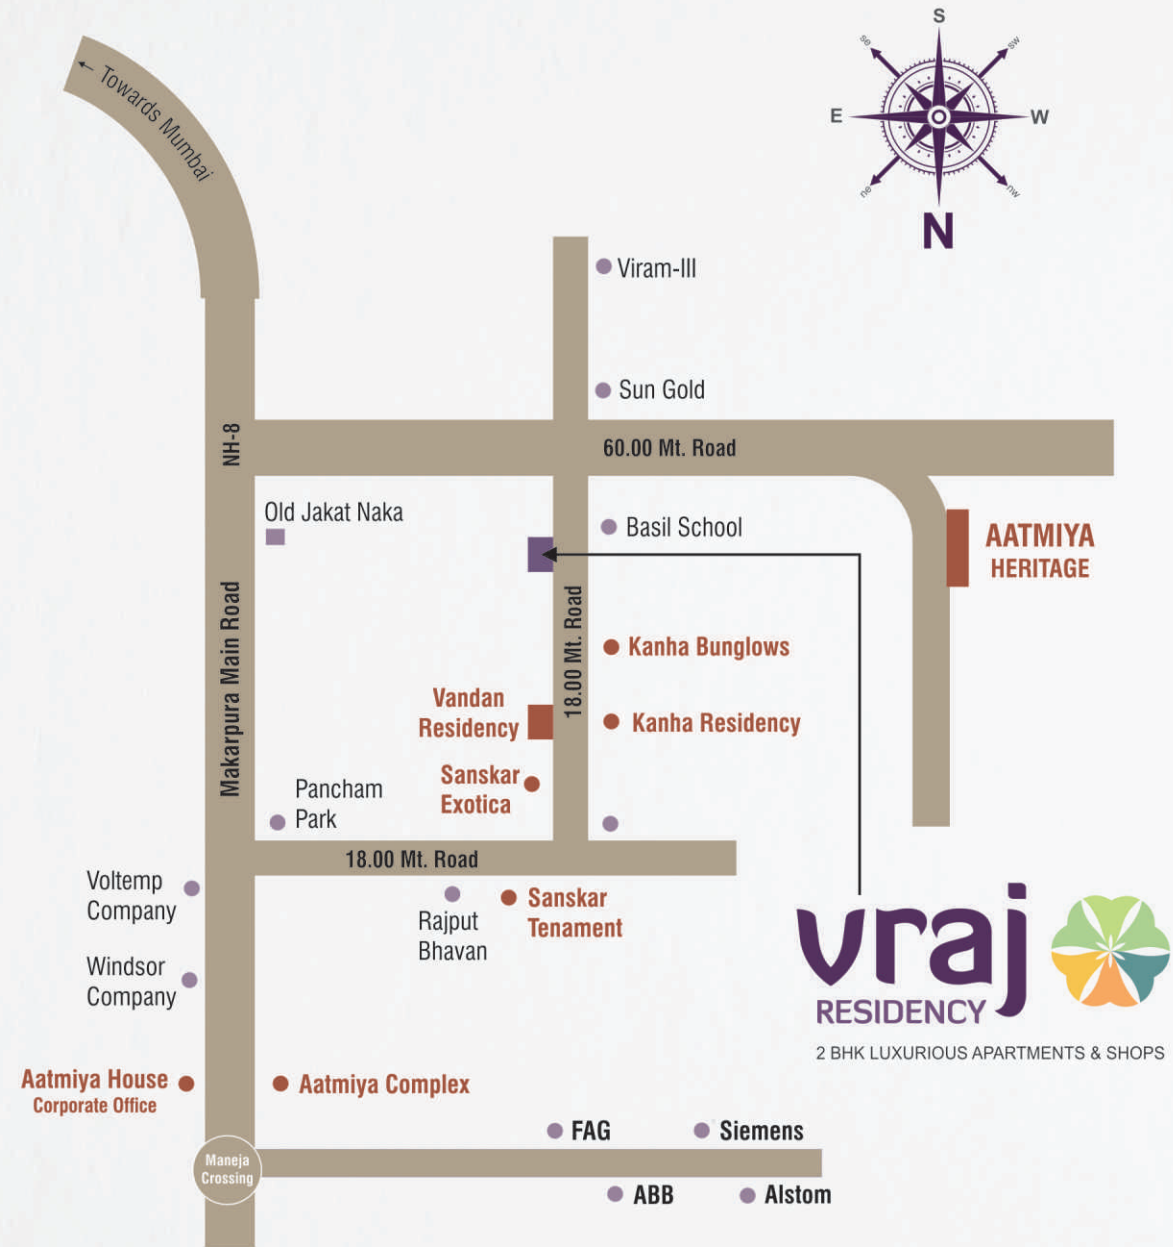 S
se
sw
E
W
ne
nw
N
← Towards Mumbai
Viram-III
Sun Gold
NH-8
60.00 Mt. Road
Old Jakat Naka
Basil School
AATMIYA
HERITAGE
Makarpura Main Road
18.00 Mt. Road
Kanha Bunglows
Vandan
Residency
Kanha Residency
Sanskar
Exotica
Pancham
Park
18.00 Mt. Road
Voltemp
Company
Rajput
Bhavan
Sanskar
Tenament
Windsor
Company
vraj
RESIDENCY
2 BHK LUXURIOUS APARTMENTS & SHOPS
Aatmiya House
Corporate Office
Aatmiya Complex
FAG
Siemens
Maneja
Crossing
ABB
Alstom